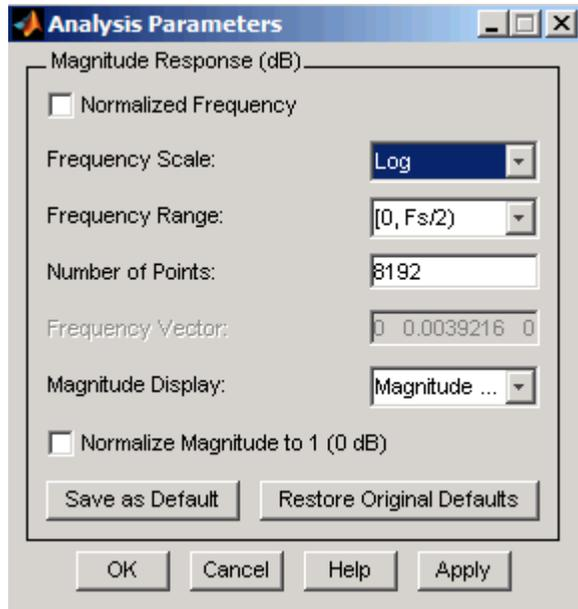 Analysis Parameters
Magnitude Response (dB)
Normalized Frequency
Frequency Scale: Log
Frequency Range: [0, Fs/2)
Number of Points: 8192
Frequency Vector: 0 0.0039216 0
Magnitude Display: Magnitude ...
Normalize Magnitude to 1 (0 dB)
Save as Default Restore Original Defaults
OK Cancel Help Apply